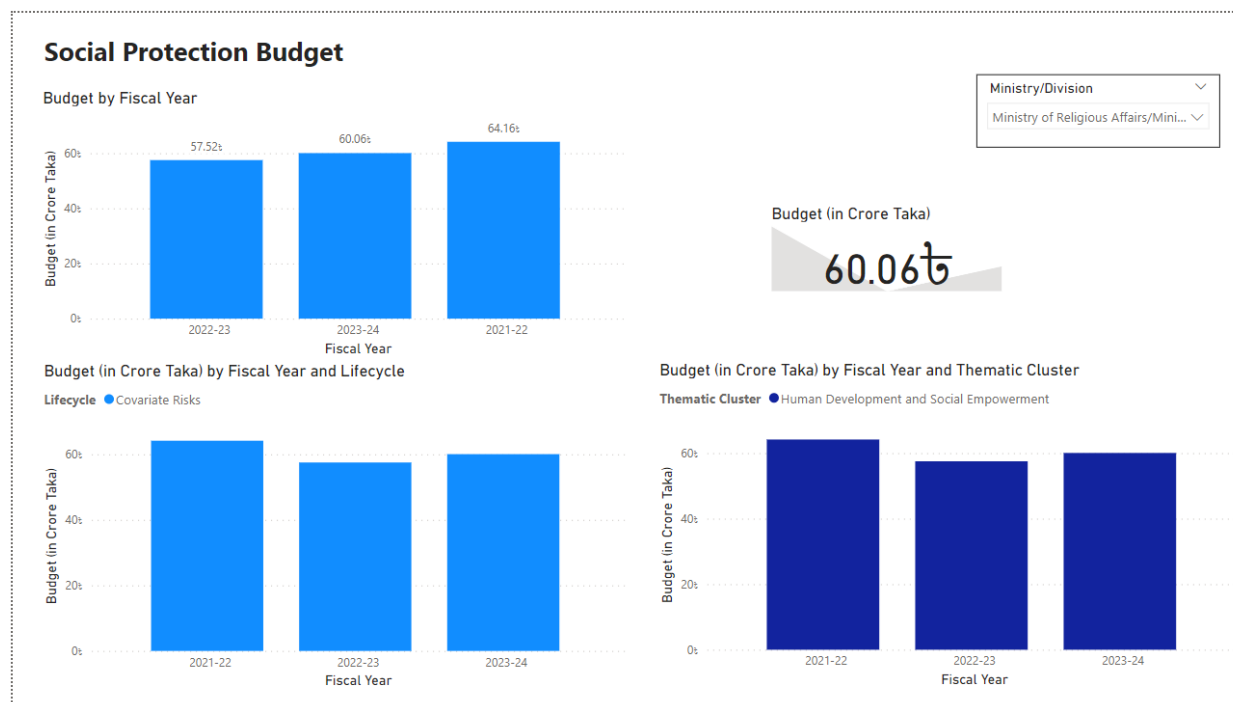 Social Protection Budget
Budget by Fiscal Year
Budget (in Crore Taka)
60৳
40৳
20৳
0৳
57.52৳
60.06৳
64.16৳
2022-23
2023-24
2021-22
Fiscal Year
Ministry/Division
Ministry of Religious Affairs/Mini...
Budget (in Crore Taka)
60.06৳
Budget (in Crore Taka) by Fiscal Year and Lifecycle
Lifecycle Covariate Risks
Budget (in Crore Taka)
60৳
40৳
20৳
0৳
2021-22
2022-23
2023-24
Fiscal Year
Budget (in Crore Taka) by Fiscal Year and Thematic Cluster
Thematic Cluster Human Development and Social Empowerment
Budget (in Crore Taka)
60৳
40৳
20৳
0৳
2021-22
2022-23
2023-24
Fiscal Year